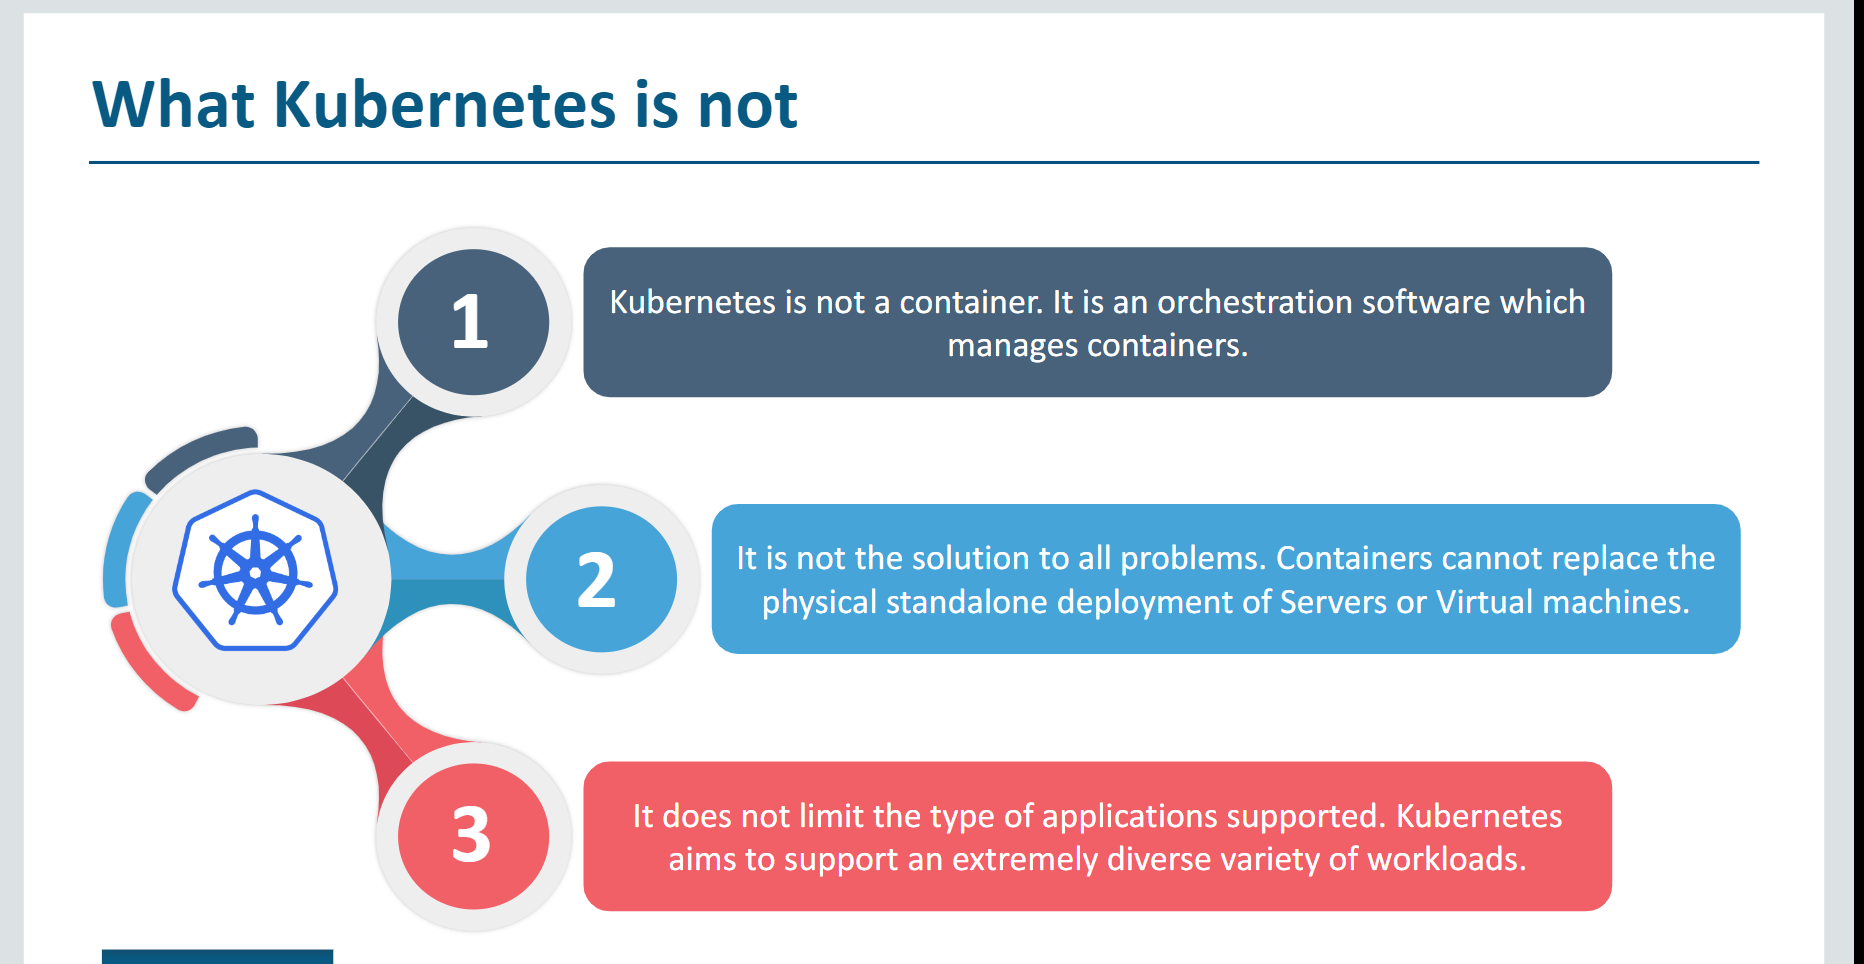 What Kubernetes is not
1
Kubernetes is not a container. It is an orchestration software which
manages containers.
2
It is not the solution to all problems. Containers cannot replace the
physical standalone deployment of Servers or Virtual machines.
3
It does not limit the type of applications supported. Kubernetes
aims to support an extremely diverse variety of workloads.